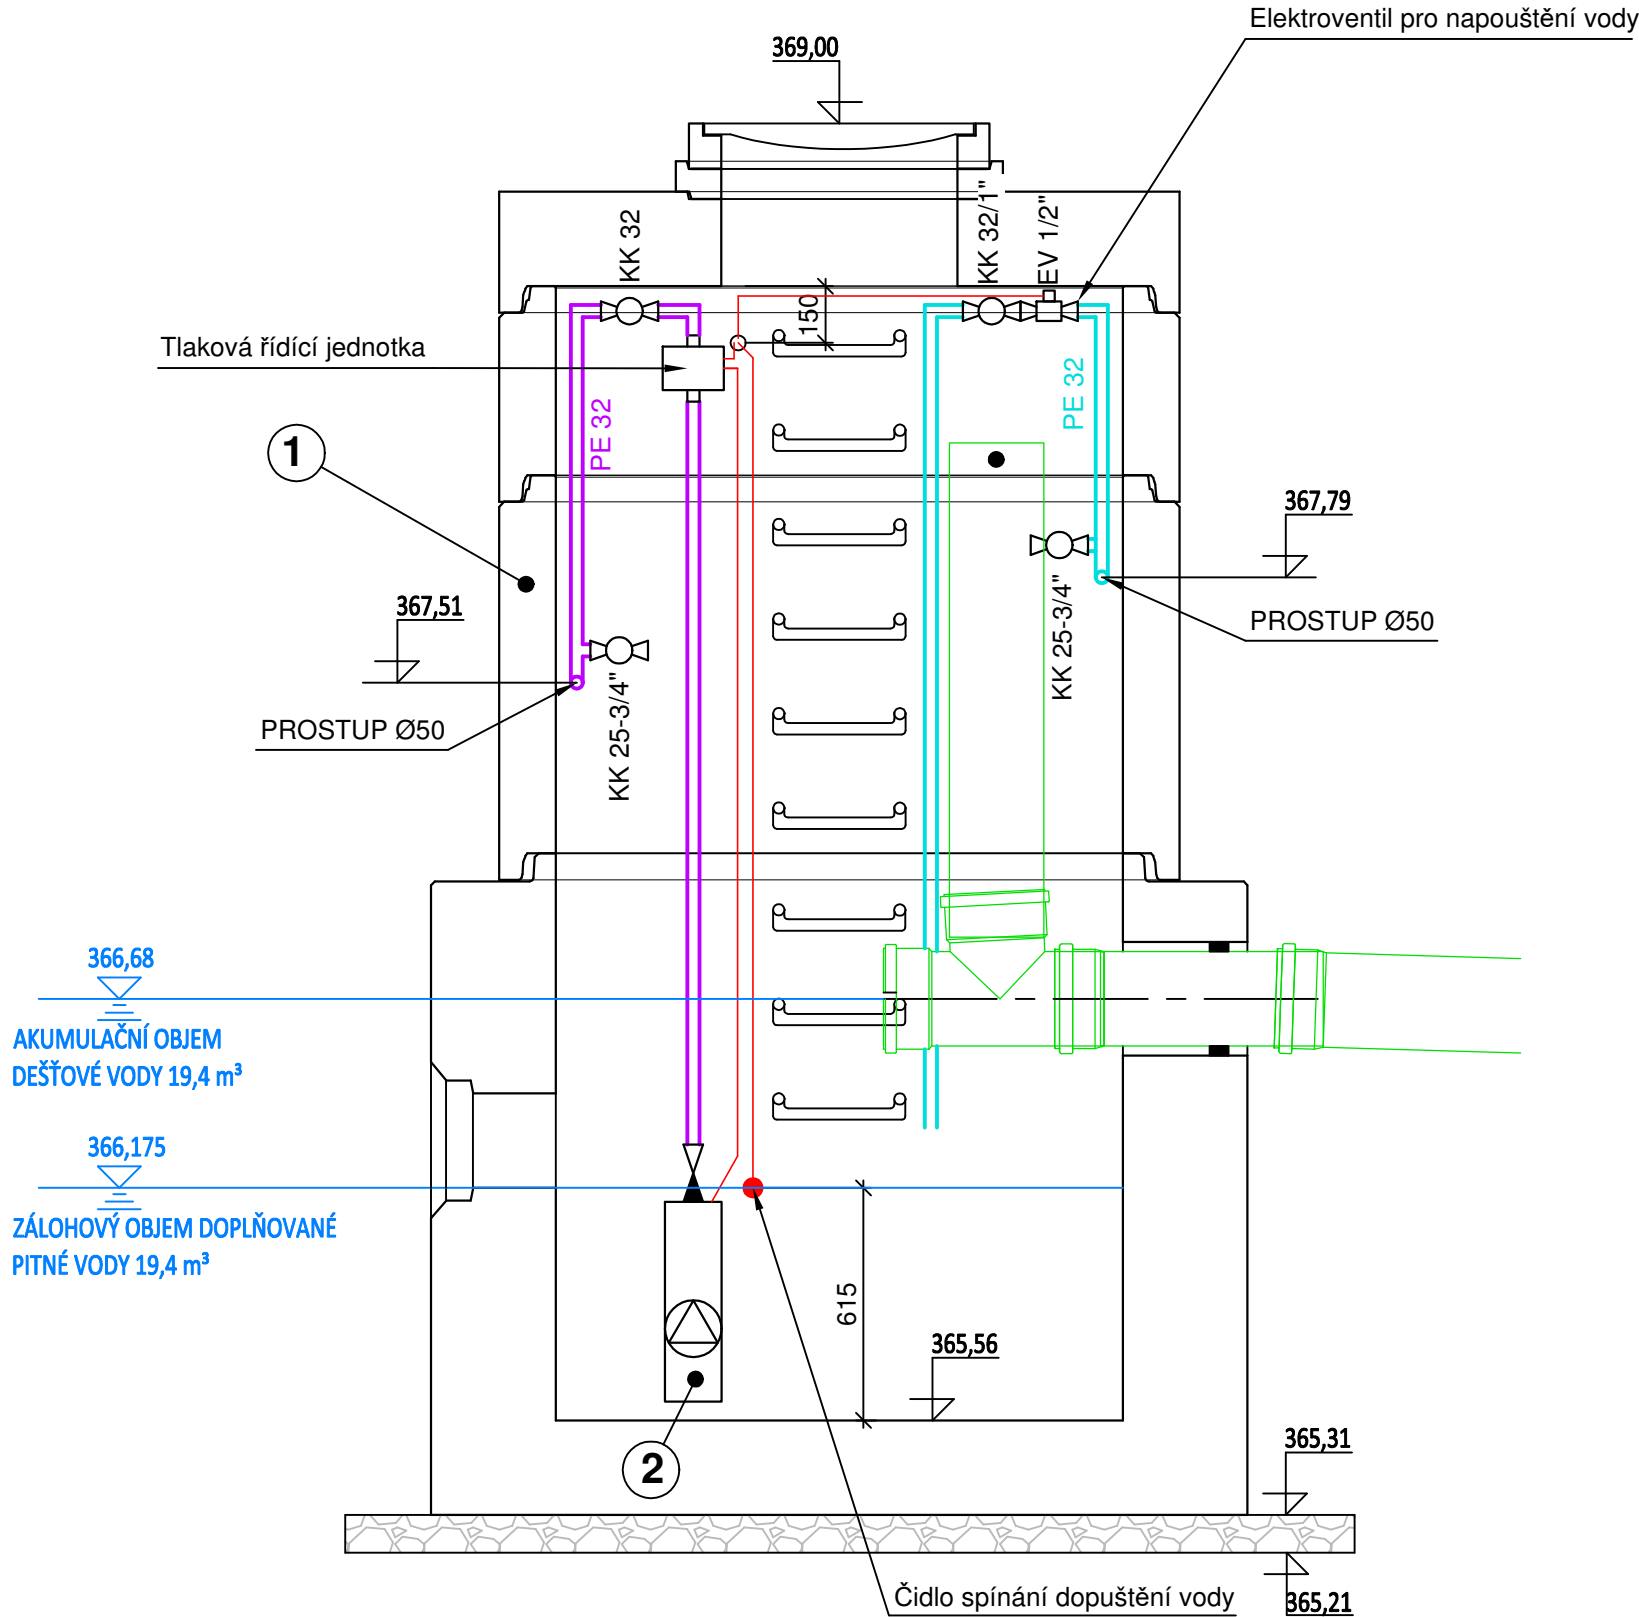 Elektroventil pro napouštění vody
369,00
KK 32
KK 32/1"
EV 1/2"
150
Tlaková řídící jednotka
PE 32
PE 32
1
367,79
367,51
PROSTUP Ø50
KK 25-3/4"
PROSTUP Ø50
KK 25-3/4"
366,68
AKUMULAČNÍ OBJEM
DEŠŤOVÉ VODY 19,4 m³
366,175
ZÁLOHOVÝ OBJEM DOPLŇOVANÉ
PITNÉ VODY 19,4 m³
615
365,56
2
365,31
Čidlo spínání dopuštění vody
365,21